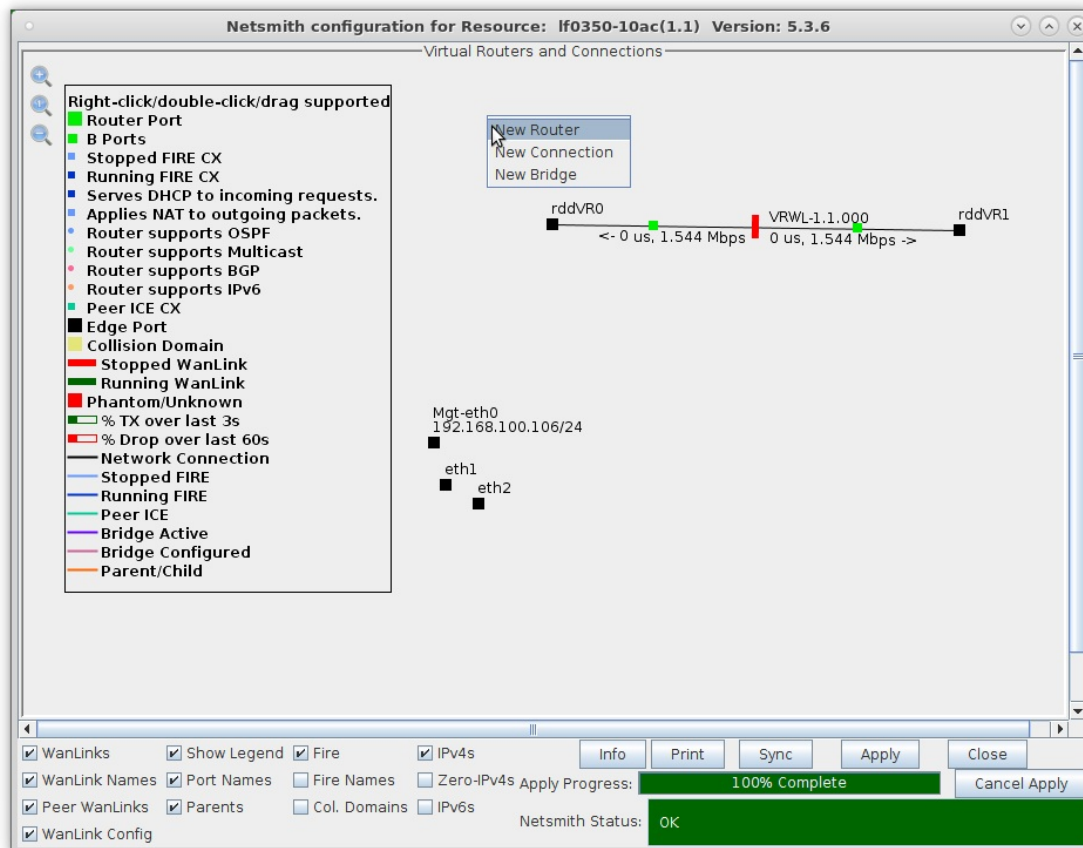 Netsmith configuration for Resource: lf0350-10ac(1.1) Version: 5.3.6
Virtual Routers and Connections
Right-click/double-click/drag supported
Router Port
B Ports
Stopped FIRE CX
Running FIRE CX
Serves DHCP to incoming requests.
Applies NAT to outgoing packets.
Router supports OSPF
Router supports Multicast
Router supports BGP
Router supports IPv6
Peer ICE CX
Edge Port
Collision Domain
Stopped WanLink
Running WanLink
Phantom/Unknown
% TX over last 3s
% Drop over last 60s
Network Connection
Stopped FIRE
Running FIRE
Peer ICE
Bridge Active
Bridge Configured
Parent/Child
New Router
New Connection
New Bridge
rddVR0
VRWL-1.1.000
rddVR1
<- 0 us, 1.544 Mbps
0 us, 1.544 Mbps ->
Mgt-eth0
192.168.100.106/24
eth1
eth2
WanLinks Show Legend Fire IPv4s Info Print Sync Apply Close
WanLink Names Port Names Fire Names Zero-IPv4s Apply Progress: 100% Complete Cancel Apply
Peer WanLinks Parents Col. Domains IPv6s Netsmith Status: OK
WanLink Config